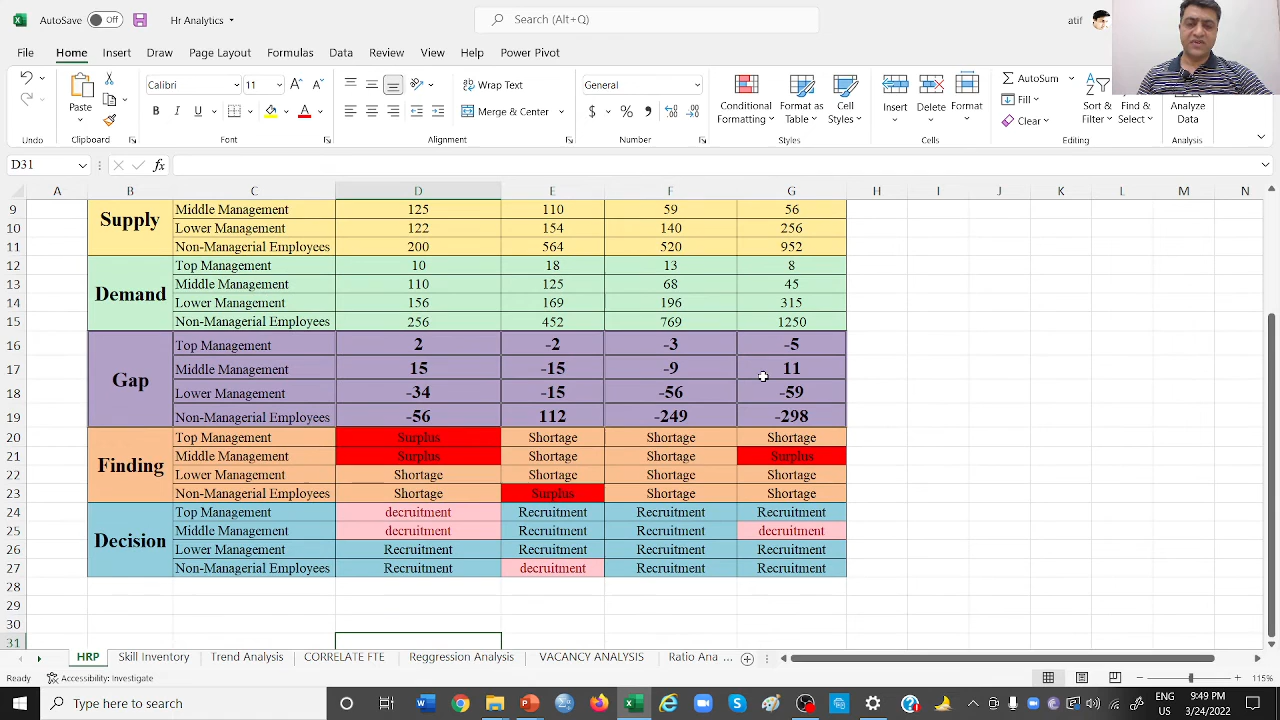 AutoSave Off Hr Analytics Search (Alt+Q) atif
File Home Insert Page Layout Formulas Data Review View Help Power Pivot
Calibri 11 Wrap Text General AutoSum
Paste B I U A Merge & Center $ % Conditional Formatting Format as Table Cell Styles Insert Delete Format Fill Clear Sort & Filter Find & Select Analyze Data
Undo Clipboard Font Alignment Number Styles Cells Editing Analysis
D31 fx
A B C D E F G H I J K L M N
Supply
9 Middle Management 125 110 59 56
10 Lower Management 122 154 140 256
11 Non-Managerial Employees 200 564 520 952
Demand
12 Top Management 10 18 13 8
13 Middle Management 110 125 68 45
14 Lower Management 156 169 196 315
15 Non-Managerial Employees 256 452 769 1250
Gap
16 Top Management 2 -2 -3 -5
17 Middle Management 15 -15 -9 11
18 Lower Management -34 -15 -56 -59
19 Non-Managerial Employees -56 112 -249 -298
Finding
20 Top Management Surplus Shortage Shortage Shortage
21 Middle Management Surplus Shortage Shortage Surplus
22 Lower Management Shortage Shortage Shortage Shortage
23 Non-Managerial Employees Shortage Surplus Shortage Shortage
Decision
24 Top Management decruitment Recruitment Recruitment Recruitment
25 Middle Management decruitment Recruitment Recruitment decruitment
26 Lower Management Recruitment Recruitment Recruitment Recruitment
27 Non-Managerial Employees Recruitment decruitment Recruitment Recruitment
28
29
30
31
HRP Skill Inventory Trend Analysis CORRELATE FTE Reggression Analysis VACANCY ANALYSIS Ratio Ana ...
Ready Accessibility: Investigate 115%
Type here to search ENG 9:49 PM
US 3/24/2022